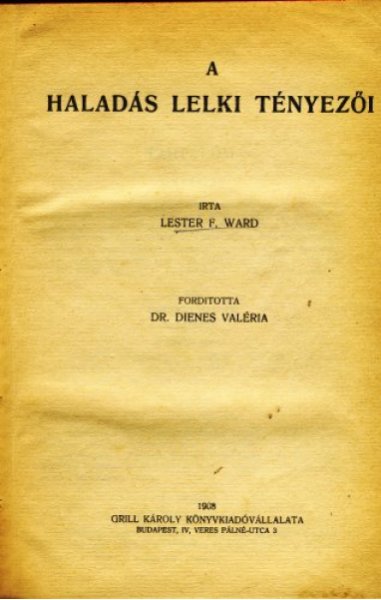 A
HALADÁS LELKI TÉNYEZŐI
IRTA
LESTER F. WARD
FORDITOTTA
DR. DIENES VALÉRIA
1908
GRILL KÁROLY KÖNYVKIADÓVÁLLALATA
BUDAPEST, IV, VERES PÁLNÉ-UTCA 3